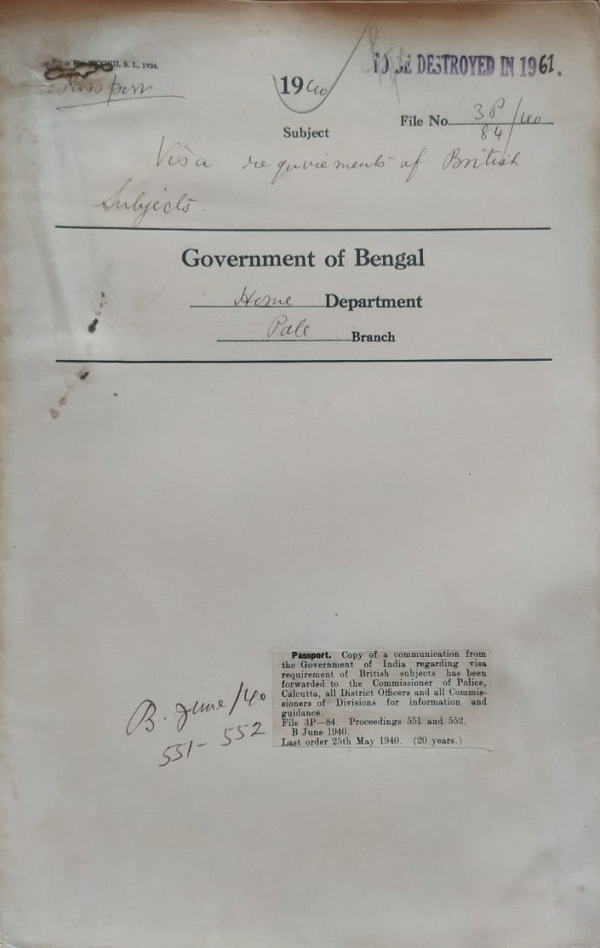 S. L. 1934.
Passport
TO BE DESTROYED IN 1961.
1940
File No. 3P/84/40
Subject
Visa requirements of British
Subjects.
Government of Bengal
Home Department
Branch
B. June/40
551-552
Passport. Copy of a communication from
the Government of India regarding visa
requirement of British subjects has been
forwarded to the Commissioner of Police,
Calcutta, all District Officers and all Commis-
sioners of Divisions for information and
guidance.
File 3P—84. Proceedings 551 and 552.
B June 1940.
Last order 25th May 1940. (20 years.)